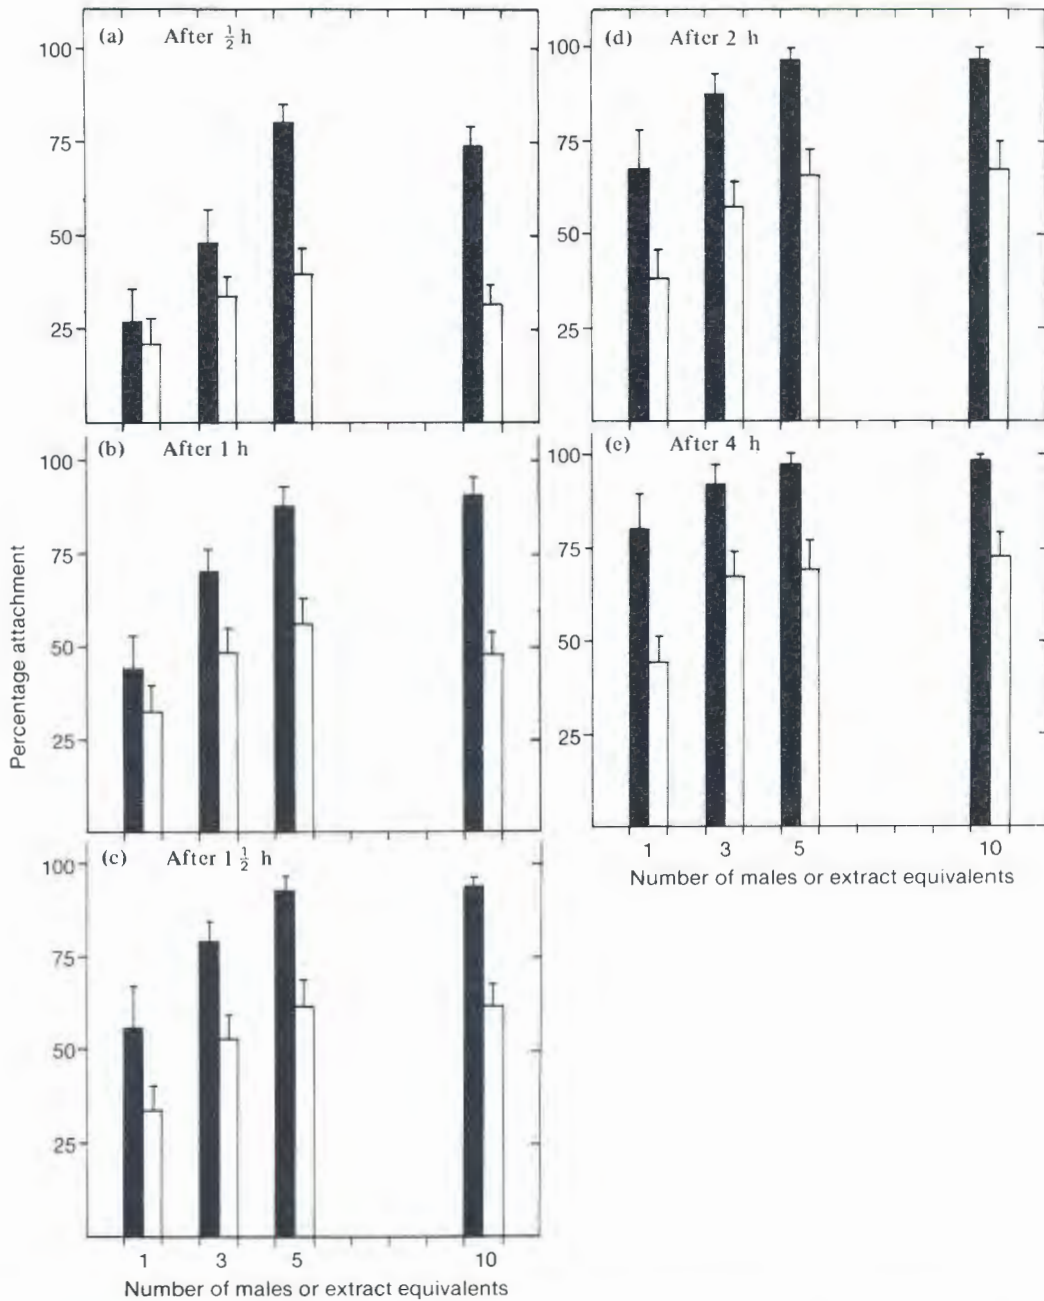 (a) After ½ h
100
75
50
25
(b) After 1 h
100
75
50
25
Percentage attachment
(c) After 1 ½ h
100
75
50
25
1 3 5 10
Number of males or extract equivalents
(d) After 2 h
100
75
50
25
(e) After 4 h
100
75
50
25
1 3 5 10
Number of males or extract equivalents